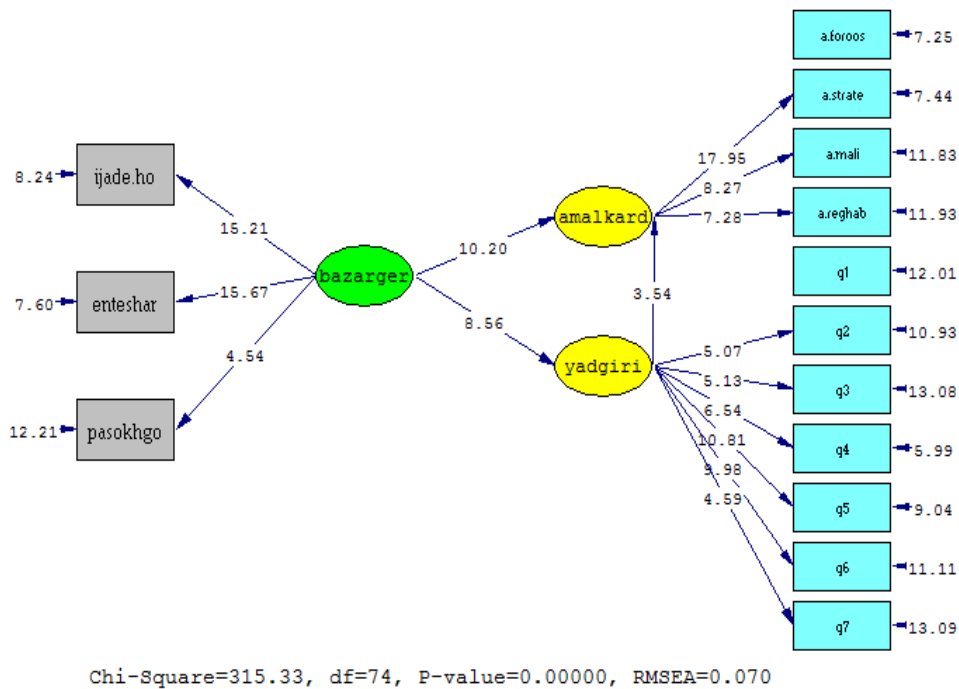 a.foroos 7.25
a.strate 7.44
17.95
8.24 ijade.ho
a.mali 11.83
8.27
amalkard
7.28 a.reghab 11.93
15.21
10.20
bazarger
q1 12.01
15.67
3.54
7.60 enteshar
8.56
q2 10.93
5.07
4.54
yadgiri
5.13 q3 13.08
6.54
12.21 pasokhgo
10.81 q4 5.99
9.98
4.59
q5 9.04
q6 11.11
q7 13.09
Chi-Square=315.33, df=74, P-value=0.00000, RMSEA=0.070